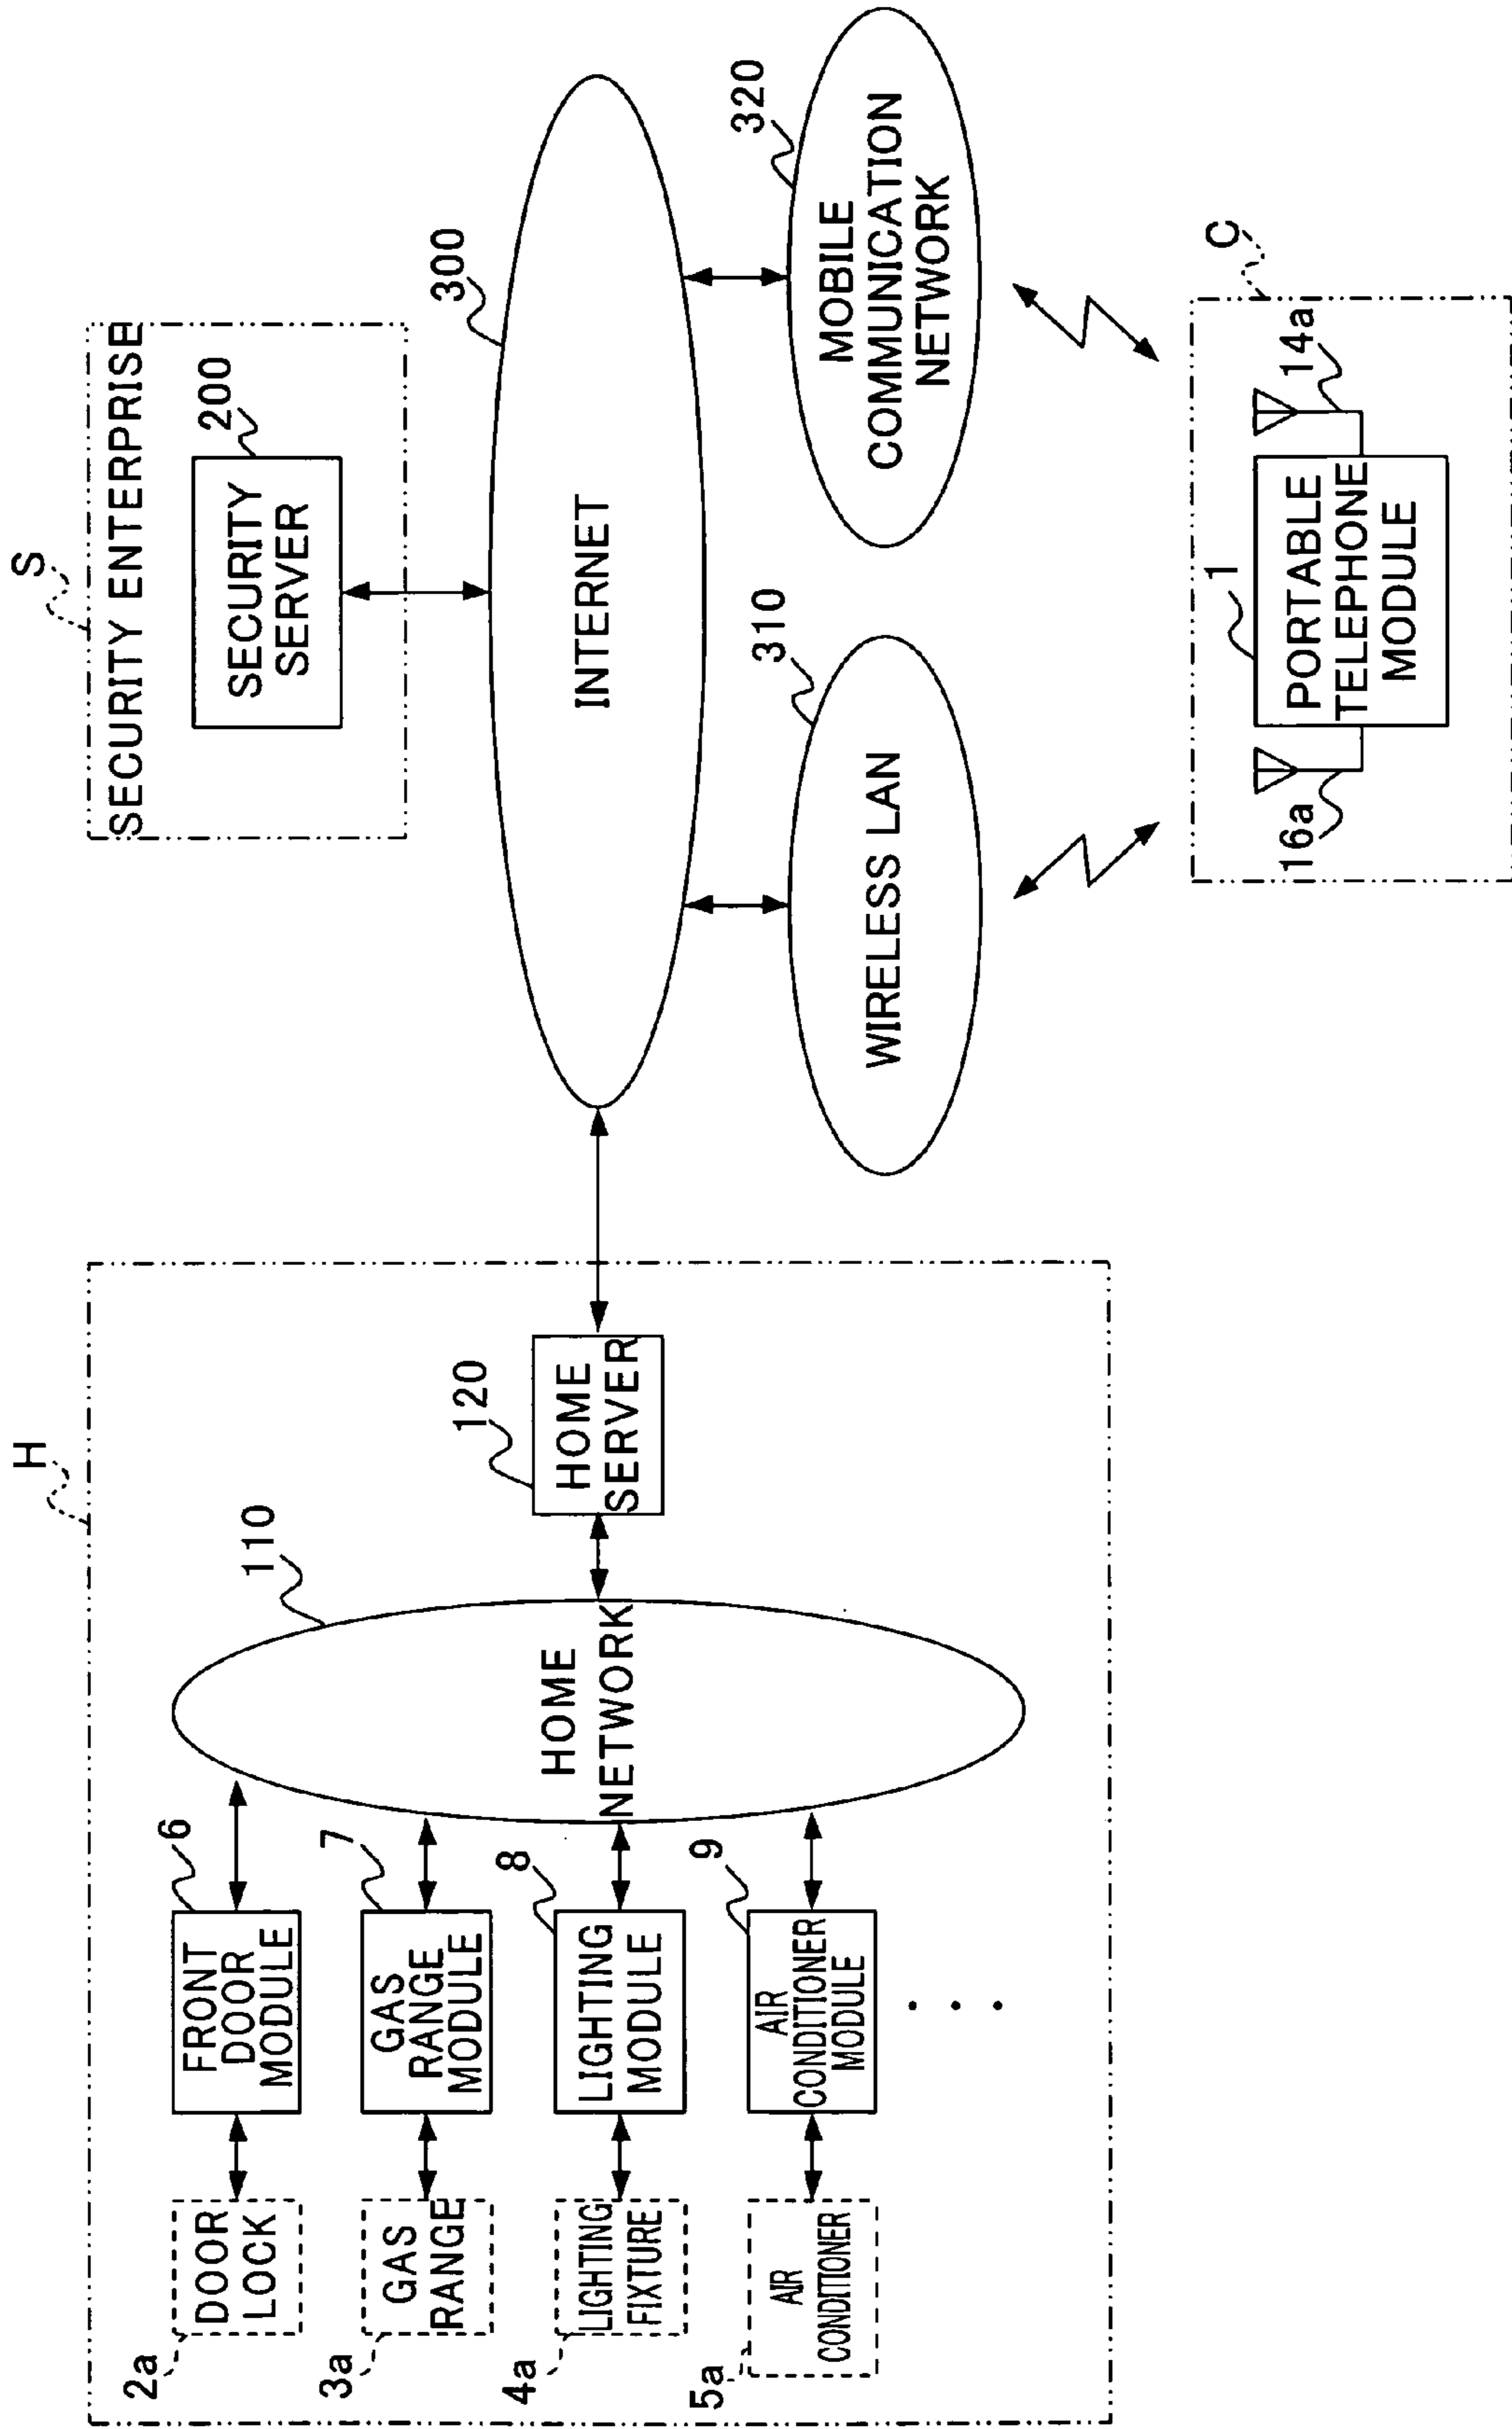 H
110
120
HOME
SERVER
HOME
NETWORK
6
FRONT
DOOR
MODULE
2a
DOOR
LOCK
7
GAS
RANGE
MODULE
3a
GAS
RANGE
8
LIGHTING
MODULE
4a
LIGHTING
FIXTURE
9
AIR
CONDITIONER
MODULE
5a
AIR
CONDITIONER
S
SECURITY ENTERPRISE
200
SECURITY
SERVER
300
INTERNET
310
WIRELESS LAN
320
MOBILE
COMMUNICATION
NETWORK
C
1
16a
14a
PORTABLE
TELEPHONE
MODULE